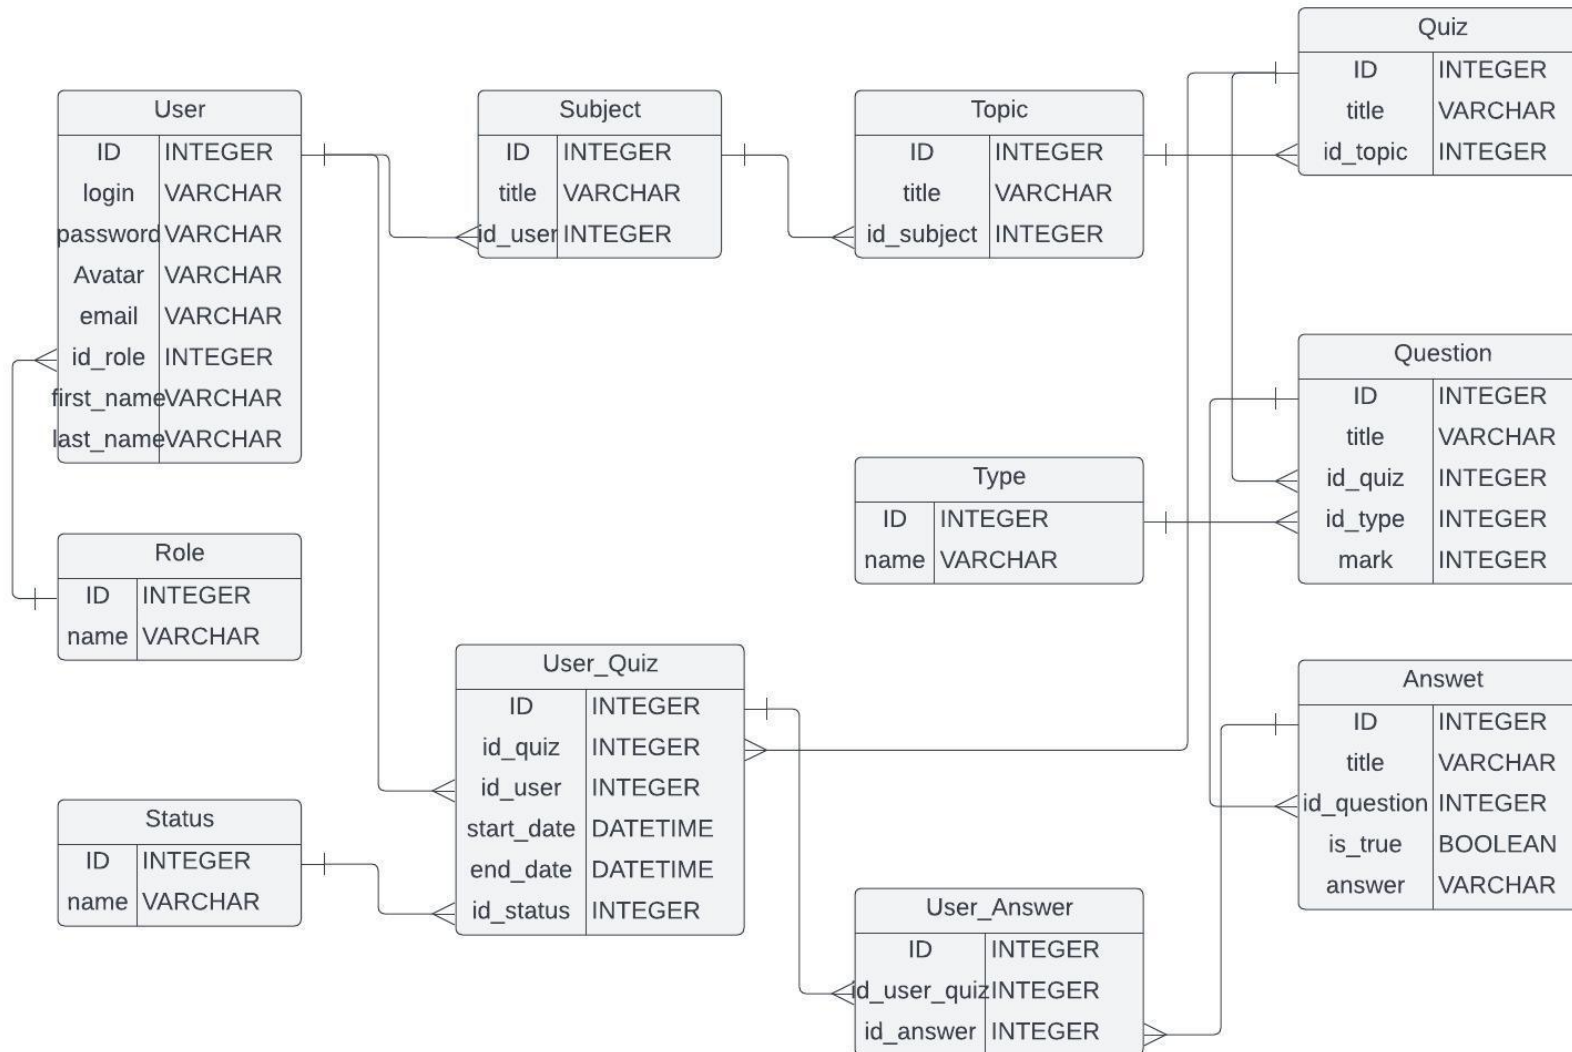 User
ID INTEGER
login VARCHAR
password VARCHAR
Avatar VARCHAR
email VARCHAR
id_role INTEGER
first_name VARCHAR
last_name VARCHAR
Subject
ID INTEGER
title VARCHAR
id_user INTEGER
Topic
ID INTEGER
title VARCHAR
id_subject INTEGER
Quiz
ID INTEGER
title VARCHAR
id_topic INTEGER
Question
ID INTEGER
title VARCHAR
id_quiz INTEGER
id_type INTEGER
mark INTEGER
Type
ID INTEGER
name VARCHAR
Role
ID INTEGER
name VARCHAR
User_Quiz
ID INTEGER
id_quiz INTEGER
id_user INTEGER
start_date DATETIME
end_date DATETIME
id_status INTEGER
Answet
ID INTEGER
title VARCHAR
id_question INTEGER
is_true BOOLEAN
answer VARCHAR
Status
ID INTEGER
name VARCHAR
User_Answer
ID INTEGER
id_user_quiz INTEGER
id_answer INTEGER